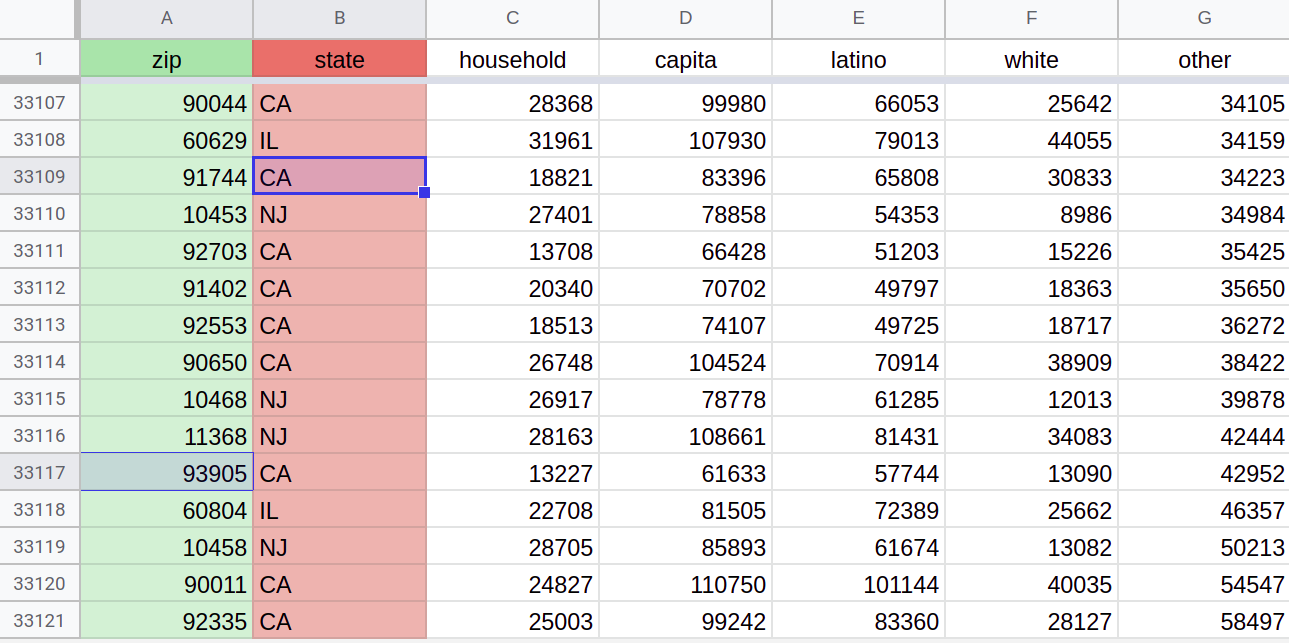 A B C D E F G
1 zip state household capita latino white other
33107 90044 CA 28368 99980 66053 25642 34105
33108 60629 IL 31961 107930 79013 44055 34159
33109 91744 CA 18821 83396 65808 30833 34223
33110 10453 NJ 27401 78858 54353 8986 34984
33111 92703 CA 13708 66428 51203 15226 35425
33112 91402 CA 20340 70702 49797 18363 35650
33113 92553 CA 18513 74107 49725 18717 36272
33114 90650 CA 26748 104524 70914 38909 38422
33115 10468 NJ 26917 78778 61285 12013 39878
33116 11368 NJ 28163 108661 81431 34083 42444
33117 93905 CA 13227 61633 57744 13090 42952
33118 60804 IL 22708 81505 72389 25662 46357
33119 10458 NJ 28705 85893 61674 13082 50213
33120 90011 CA 24827 110750 101144 40035 54547
33121 92335 CA 25003 99242 83360 28127 58497